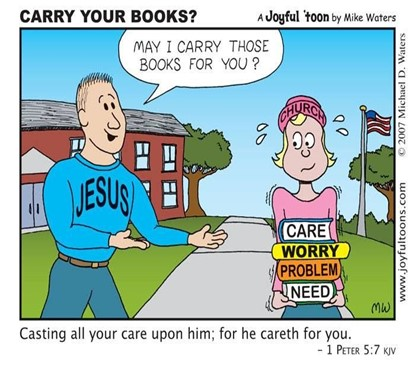 CARRY YOUR BOOKS?
A Joyful 'toon by Mike Waters
MAY I CARRY THOSE
BOOKS FOR YOU?
CHURCH
JESUS
CARE
WORRY
PROBLEM
NEED
MW
Casting all your care upon him; for he careth for you.
– 1 PETER 5:7 KJV
www.joyfultoons.com © 2007 Michael D. Waters